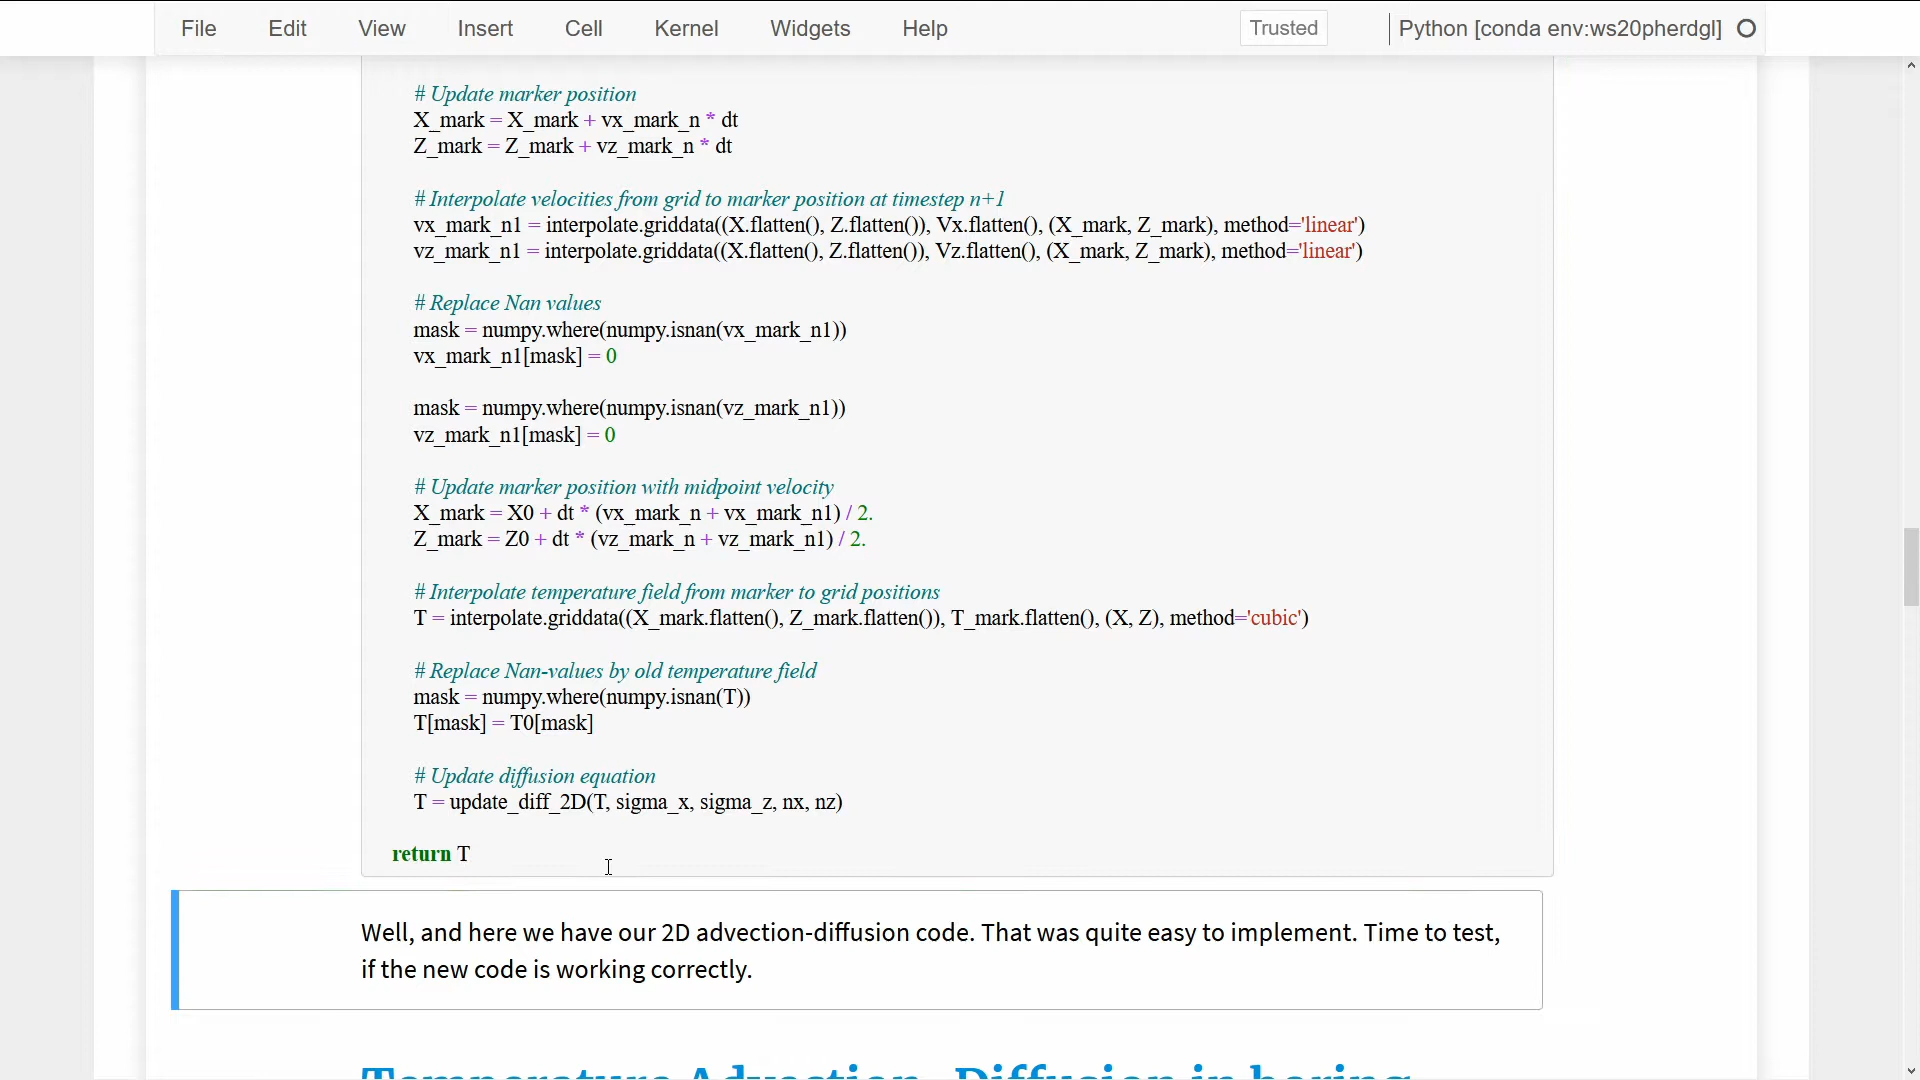 File Edit View Insert Cell Kernel Widgets Help Trusted Python [conda env:ws20pherdgl]
# Update marker position
X_mark = X_mark + vx_mark_n * dt
Z_mark = Z_mark + vz_mark_n * dt
# Interpolate velocities from grid to marker position at timestep n+1
vx_mark_n1 = interpolate.griddata((X.flatten(), Z.flatten()), Vx.flatten(), (X_mark, Z_mark), method='linear')
vz_mark_n1 = interpolate.griddata((X.flatten(), Z.flatten()), Vz.flatten(), (X_mark, Z_mark), method='linear')
# Replace Nan values
mask = numpy.where(numpy.isnan(vx_mark_n1))
vx_mark_n1[mask] = 0
mask = numpy.where(numpy.isnan(vz_mark_n1))
vz_mark_n1[mask] = 0
# Update marker position with midpoint velocity
X_mark = X0 + dt * (vx_mark_n + vx_mark_n1) / 2.
Z_mark = Z0 + dt * (vz_mark_n + vz_mark_n1) / 2.
# Interpolate temperature field from marker to grid positions
T = interpolate.griddata((X_mark.flatten(), Z_mark.flatten()), T_mark.flatten(), (X, Z), method='cubic')
# Replace Nan-values by old temperature field
mask = numpy.where(numpy.isnan(T))
T[mask] = T0[mask]
# Update diffusion equation
T = update_diff_2D(T, sigma_x, sigma_z, nx, nz)
return T
Well, and here we have our 2D advection-diffusion code. That was quite easy to implement. Time to test,
if the new code is working correctly.
Temperature Advection - Diffusion in boring